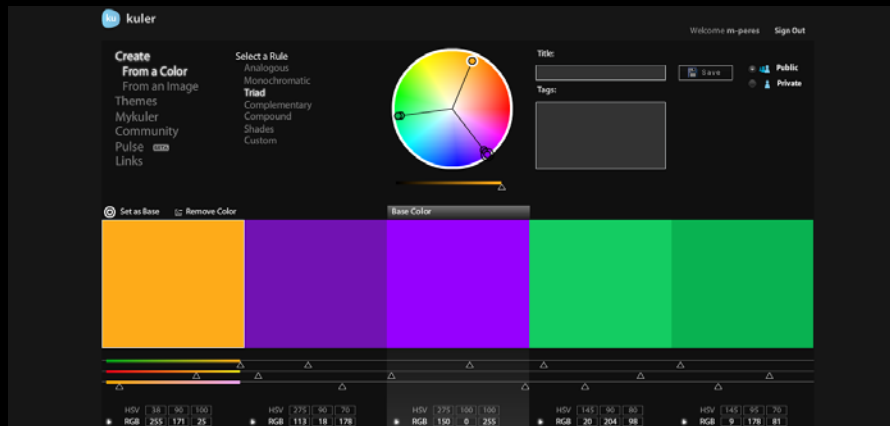 ku kuler
Welcome m-peres Sign Out
Create
From a Color
From an Image
Themes
Mykuler
Community
Pulse BETA
Links
Select a Rule
Analogous
Monochromatic
Triad
Complementary
Compound
Shades
Custom
Title:
Save
Public
Private
Tags:
Set as Base Remove Color
Base Color
HSV 38 90 100 HSV 275 90 70 HSV 275 100 100 HSV 145 90 80 HSV 145 95 70
RGB 255 171 25 RGB 113 18 178 RGB 150 0 255 RGB 20 204 98 RGB 9 178 81